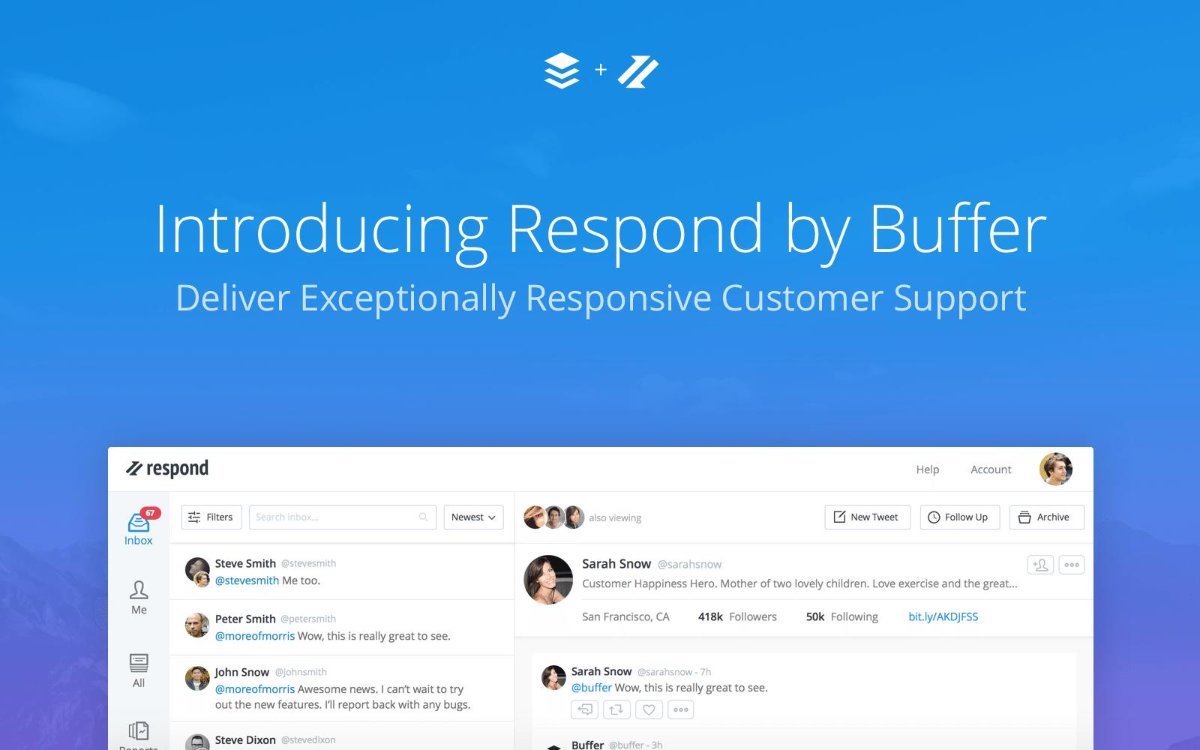 +
Introducing Respond by Buffer
Deliver Exceptionally Responsive Customer Support
respond
Help
Account
67
Inbox
Me
All
Reports
Filters
Search inbox...
Newest
Steve Smith @stevesmith
@stevesmith Me too.
Peter Smith @petersmith
@moreofmorris Wow, this is really great to see.
John Snow @johnsmith
@moreofmorris Awesome news. I can't wait to try
out the new features. I'll report back with any bugs.
Steve Dixon @stevedixon
also viewing
New Tweet
Follow Up
Archive
Sarah Snow @sarahsnow
Customer Happiness Hero. Mother of two lovely children. Love exercise and the great...
San Francisco, CA 418k Followers 50k Following bit.ly/AKDJFSS
Sarah Snow @sarahsnow - 7h
@buffer Wow, this is really great to see.
Buffer @buffer - 3h